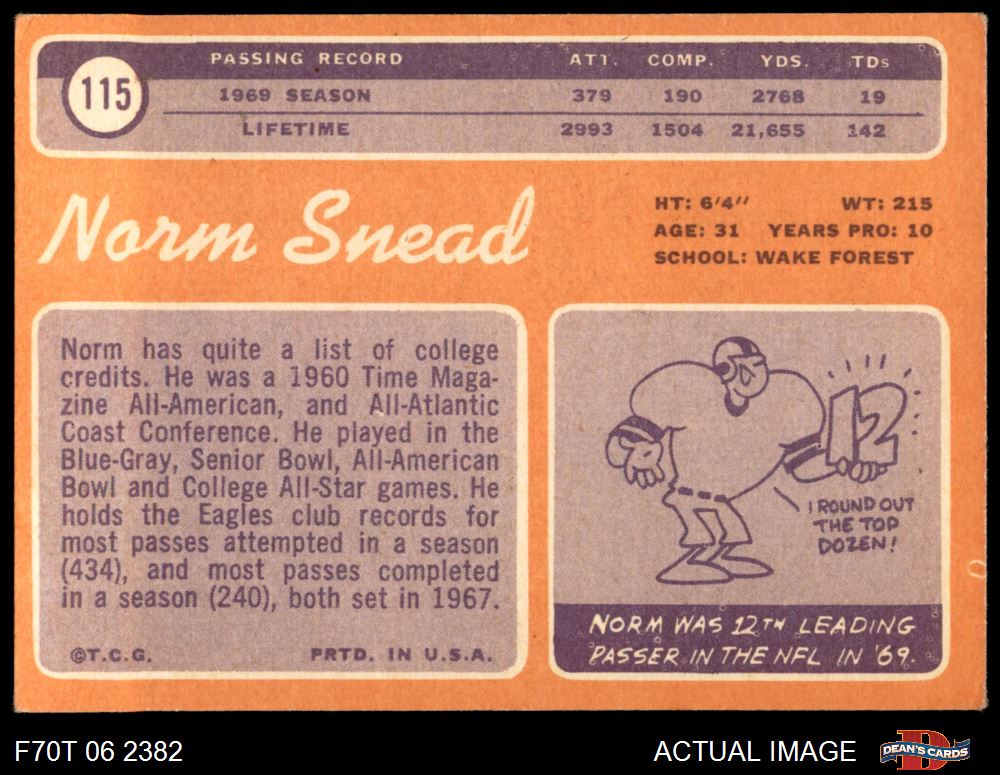 115
PASSING RECORD ATT. COMP. YDS. TDs
1969 SEASON 379 190 2768 19
LIFETIME 2993 1504 21,655 142
Norm Snead
HT: 6'4" WT: 215
AGE: 31 YEARS PRO: 10
SCHOOL: WAKE FOREST
Norm has quite a list of college
credits. He was a 1960 Time Maga-
zine All-American, and All-Atlantic
Coast Conference. He played in the
Blue-Gray, Senior Bowl, All-American
Bowl and College All-Star games. He
holds the Eagles club records for
most passes attempted in a season
(434), and most passes completed
in a season (240), both set in 1967.
©T.C.G. PRTD. IN U.S.A.
12
I ROUND OUT
THE TOP
DOZEN!
NORM WAS 12TH LEADING
PASSER IN THE NFL IN '69.
F70T 06 2382
ACTUAL IMAGE
D
DEAN'S CARDS